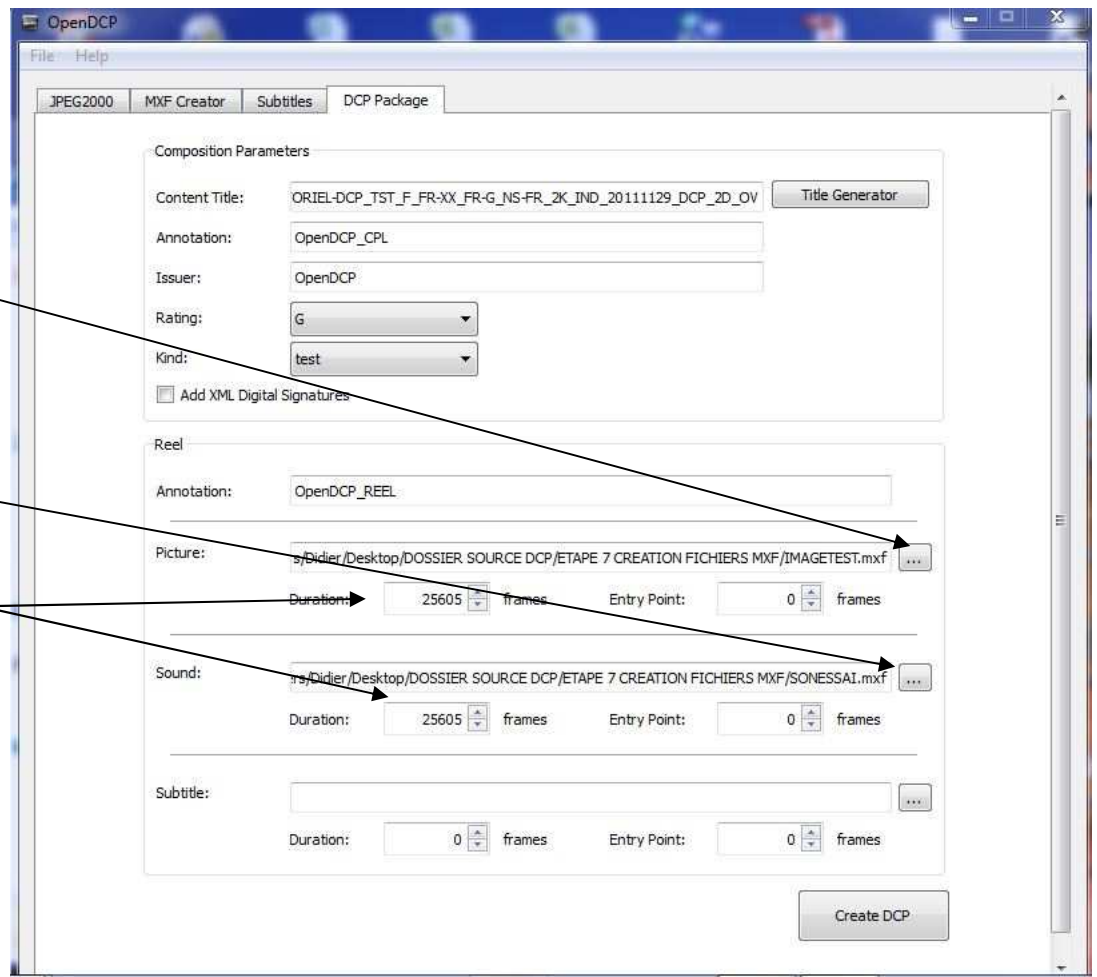 OpenDCP
File Help
JPEG2000 MXF Creator Subtitles DCP Package
Composition Parameters
Content Title: ORIEL-DCP_TST_F_FR-XX_FR-G_NS-FR_2K_IND_20111129_DCP_2D_OV Title Generator
Annotation: OpenDCP_CPL
Issuer: OpenDCP
Rating: G
Kind: test
Add XML Digital Signatures
Reel
Annotation: OpenDCP_REEL
Picture: s/Didier/Desktop/DOSSIER SOURCE DCP/ETAPE 7 CREATION FICHIERS MXF/IMAGETEST.mxf ...
Duration: 25605 frames Entry Point: 0 frames
Sound: rs/Didier/Desktop/DOSSIER SOURCE DCP/ETAPE 7 CREATION FICHIERS MXF/SONESSAI.mxf ...
Duration: 25605 frames Entry Point: 0 frames
Subtitle: ...
Duration: 0 frames Entry Point: 0 frames
Create DCP